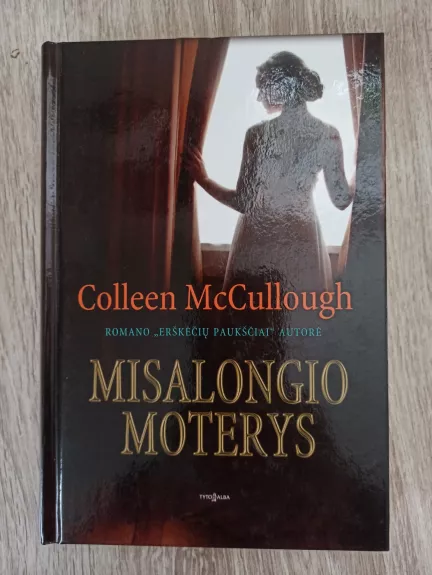 Colleen McCullough
ROMANO „ERŠKĖČIŲ PAUKŠČIAI“ AUTORĖ
MISALONGIO
MOTERYS
TYTO ALBA